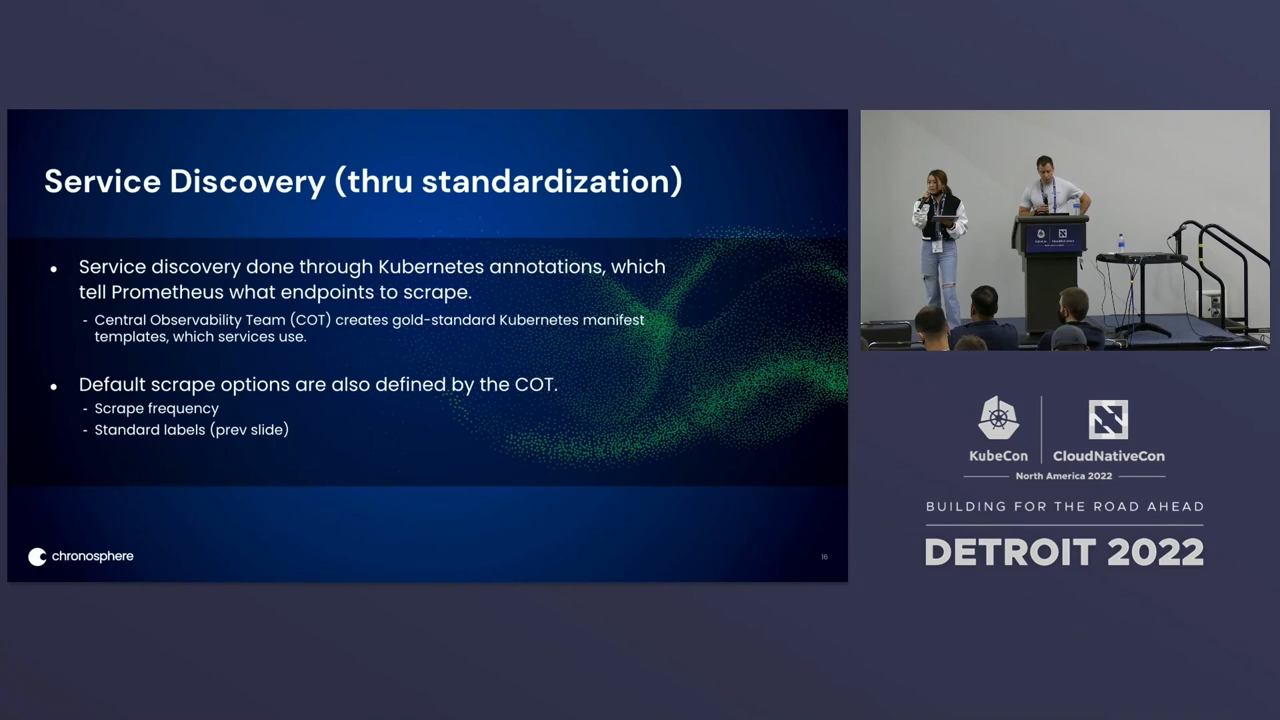 Service Discovery (thru standardization)
● Service discovery done through Kubernetes annotations, which
tell Prometheus what endpoints to scrape.
- Central Observability Team (COT) creates gold-standard Kubernetes manifest
templates, which services use.
● Default scrape options are also defined by the COT.
- Scrape frequency
- Standard labels (prev slide)
chronosphere
16
KubeCon
CloudNativeCon
North America 2022
BUILDING FOR THE ROAD AHEAD
DETROIT 2022